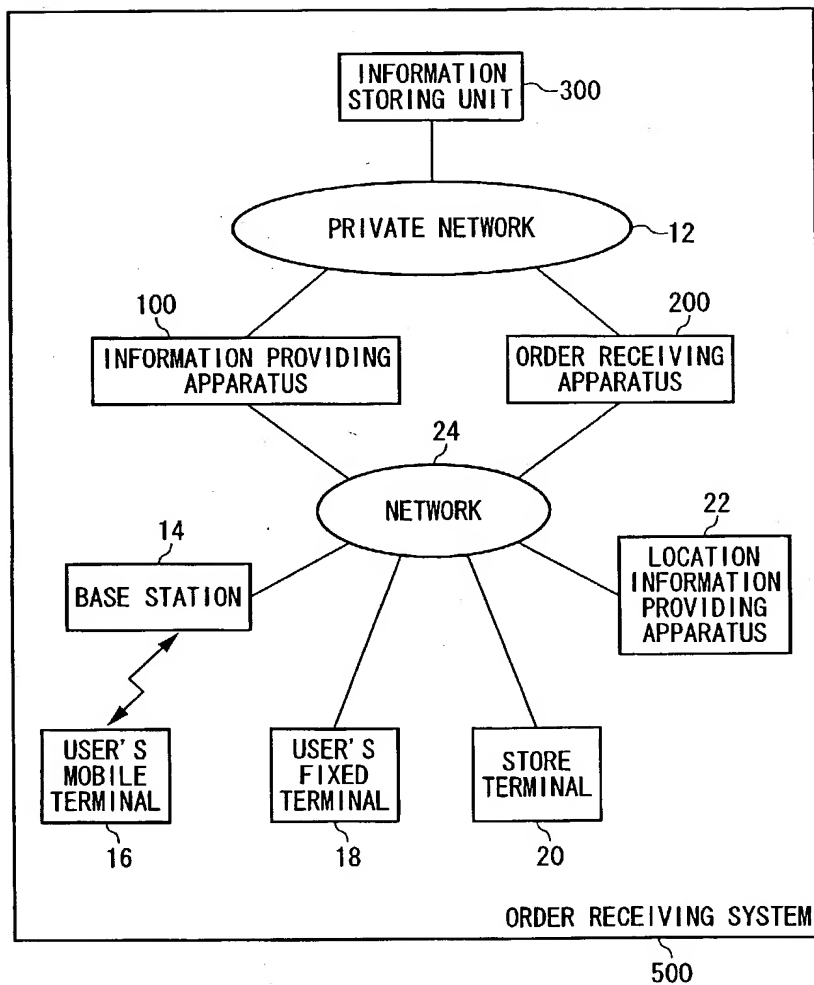 INFORMATION
STORING UNIT
300
PRIVATE NETWORK
12
100
200
INFORMATION PROVIDING
APPARATUS
ORDER RECEIVING
APPARATUS
24
NETWORK
14
22
BASE STATION
LOCATION
INFORMATION
PROVIDING
APPARATUS
USER'S
MOBILE
TERMINAL
USER'S
FIXED
TERMINAL
STORE
TERMINAL
16
18
20
ORDER RECEIVING SYSTEM
500